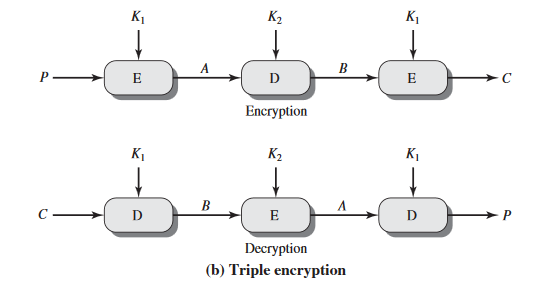 K₁ K₂ K₁
P E A D B E C
Encryption
K₁ K₂ K₁
C D B E A D P
Decryption
(b) Triple encryption